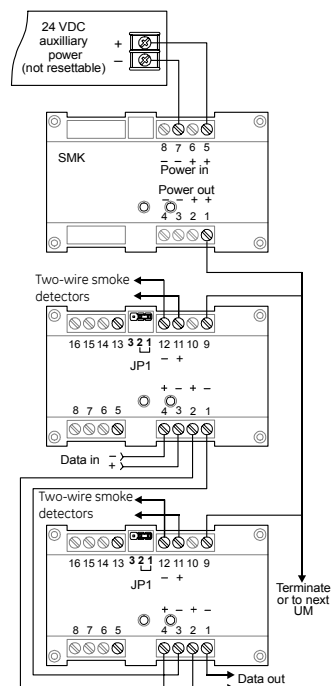 24 VDC
auxilliary
power
(not resettable)
+
–
8 7 6 5
– – + +
SMK
Power in
Power out
– – + +
4 3 2 1
Two-wire smoke
detectors
16 15 14 13 3 2 1 12 11 10 9
JP1
– +
+ – + –
8 7 6 5 4 3 2 1
Data in
–
+
Two-wire smoke
detectors
16 15 14 13 3 2 1 12 11 10 9
JP1
– +
Terminate
or to next
UM
+ – + –
8 7 6 5 4 3 2 1
Data out